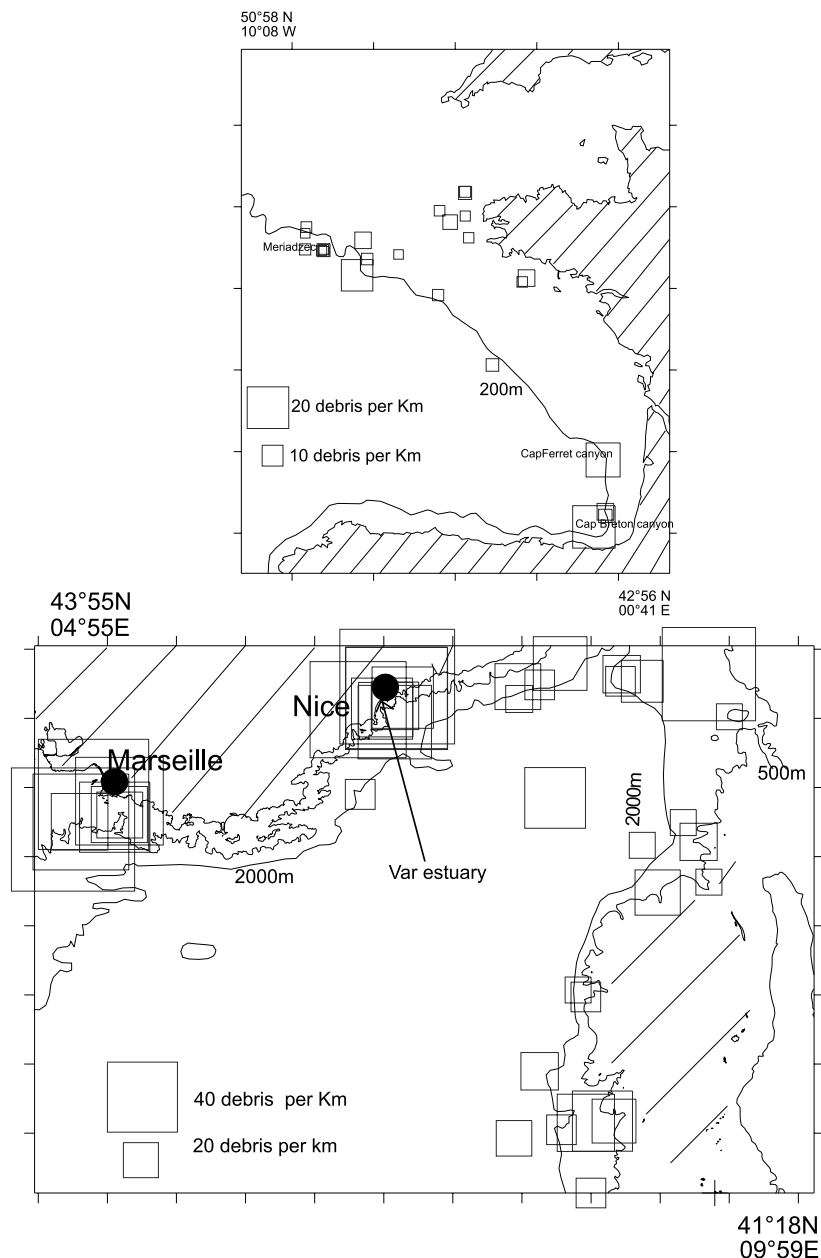 50°58 N
10°08 W
Meriadzec
200m
20 debris per Km
10 debris per Km
CapFerret canyon
Cap Breton canyon
42°56 N
00°41 E
43°55N
04°55E
Nice
Marseille
500m
2000m
Var estuary
2000m
40 debris  per Km
20 debris per km
41°18N
09°59E